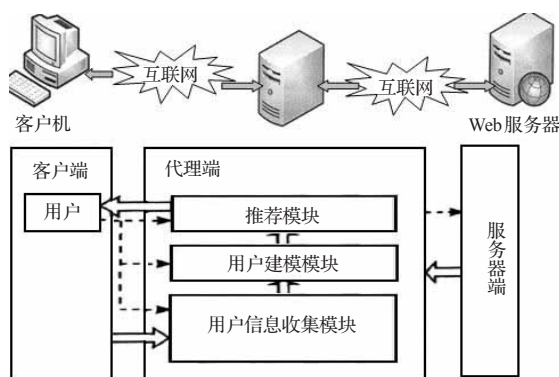 互联网
互联网
客户机
Web服务器
客户端
代理端
用户
推荐模块
用户建模模块
服务器端
用户信息收集模块